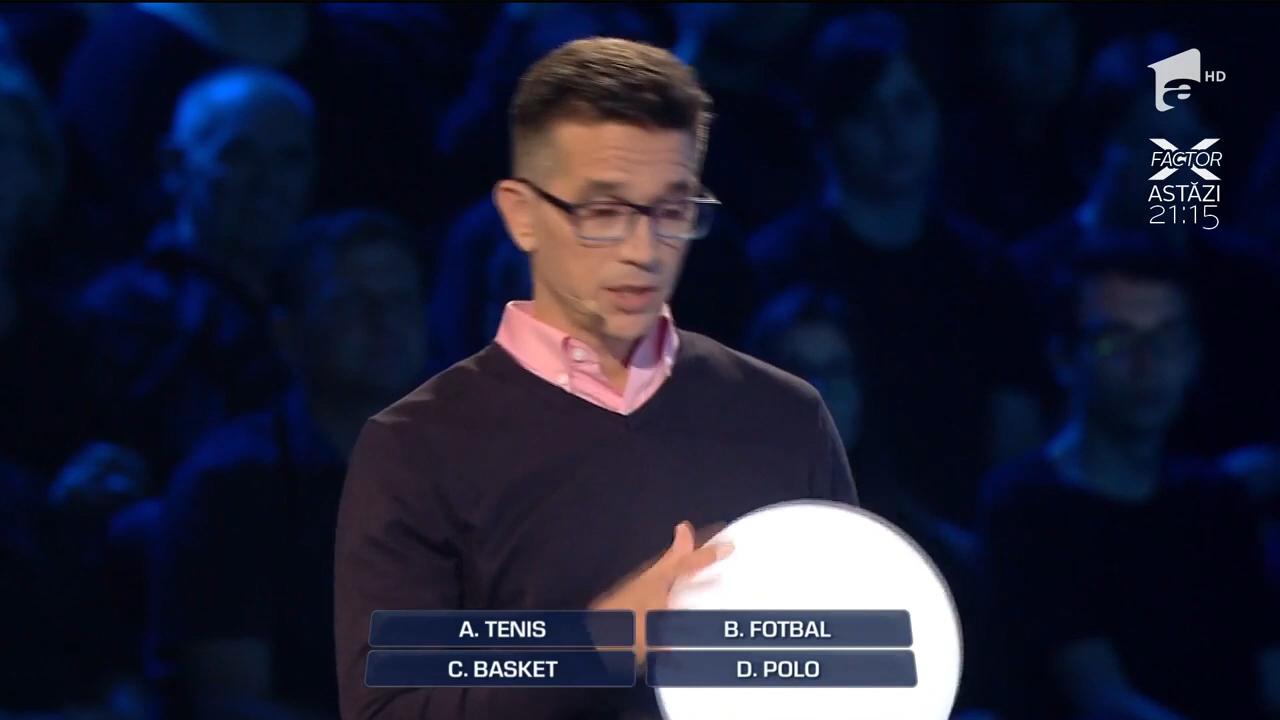 HD
X FACTOR
ASTĂZI
21:15
A. TENIS
B. FOTBAL
C. BASKET
D. POLO